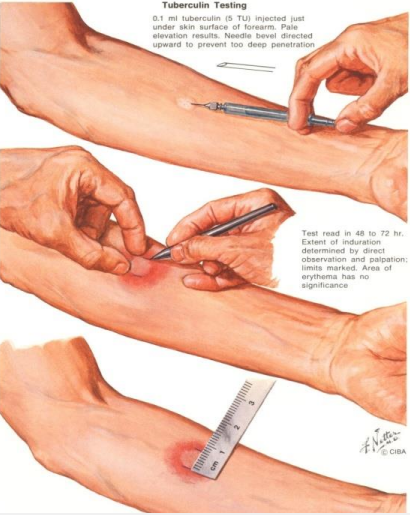 Tuberculin Testing
0.1 ml tuberculin (5 TU) injected just
under skin surface of forearm. Pale
elevation results. Needle bevel directed
upward to prevent too deep penetration
Test read in 48 to 72 hr.
Extent of induration
determined by direct
observation and palpation;
limits marked. Area of
erythema has no
significance
cm 1 2 3
F. Netter
© CIBA